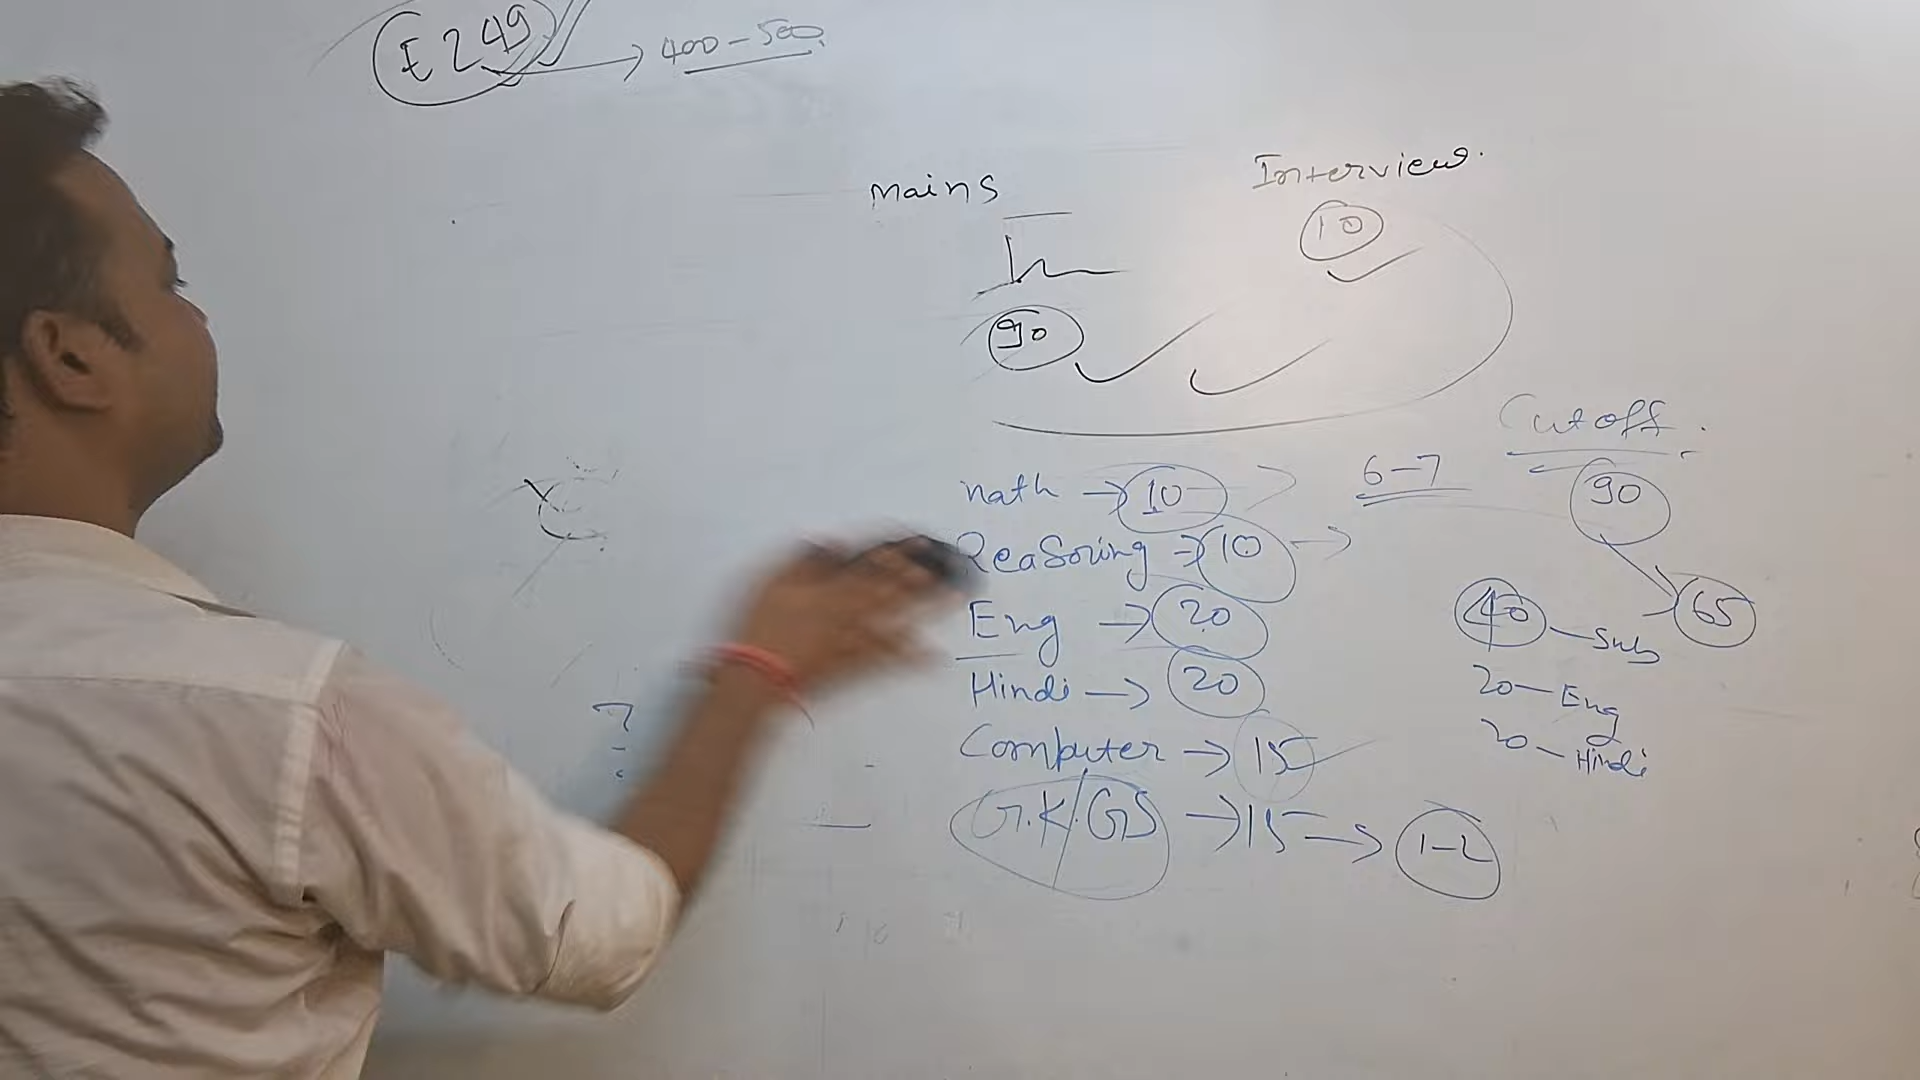 E249 → 400-500
Mains Interview.
10
1hr
90
Cutoff.
Math → 10 → 6-7 90
Reasoning → 10 → 65
Eng → 20 40 - Sub
Hindi → 20 20 - Eng
Computer → 15 20 - Hindi
G.K/GS → 15 → 1-2
?